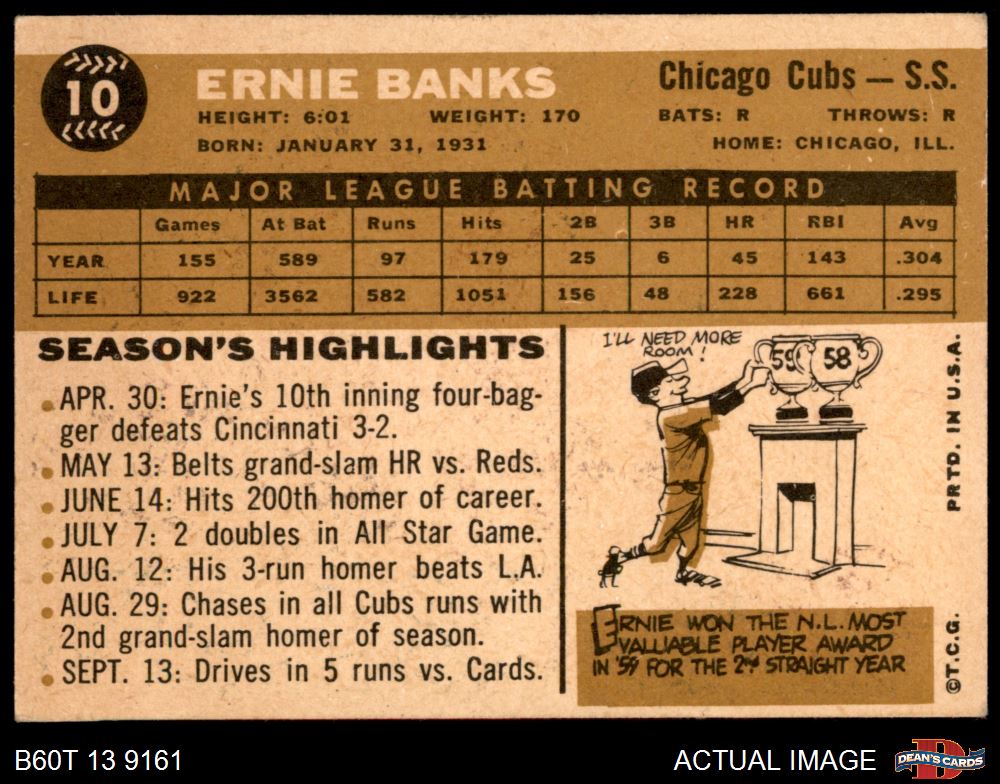 10
ERNIE BANKS
Chicago Cubs — S.S.
HEIGHT: 6:01 WEIGHT: 170 BATS: R THROWS: R
BORN: JANUARY 31, 1931 HOME: CHICAGO, ILL.
MAJOR LEAGUE BATTING RECORD
Games At Bat Runs Hits 2B 3B HR RBI Avg
YEAR 155 589 97 179 25 6 45 143 .304
LIFE 922 3562 582 1051 156 48 228 661 .295
SEASON'S HIGHLIGHTS
APR. 30: Ernie's 10th inning four-bag-
ger defeats Cincinnati 3-2.
MAY 13: Belts grand-slam HR vs. Reds.
JUNE 14: Hits 200th homer of career.
JULY 7: 2 doubles in All Star Game.
AUG. 12: His 3-run homer beats L.A.
AUG. 29: Chases in all Cubs runs with
2nd grand-slam homer of season.
SEPT. 13: Drives in 5 runs vs. Cards.
I'LL NEED MORE
ROOM!
59 58
ERNIE WON THE N.L. MOST
VALUABLE PLAYER AWARD
IN '59 FOR THE 2ND STRAIGHT YEAR
PRTD. IN U.S.A.
©T.C.G.
B60T 13 9161
ACTUAL IMAGE
D
DEAN'S CARDS